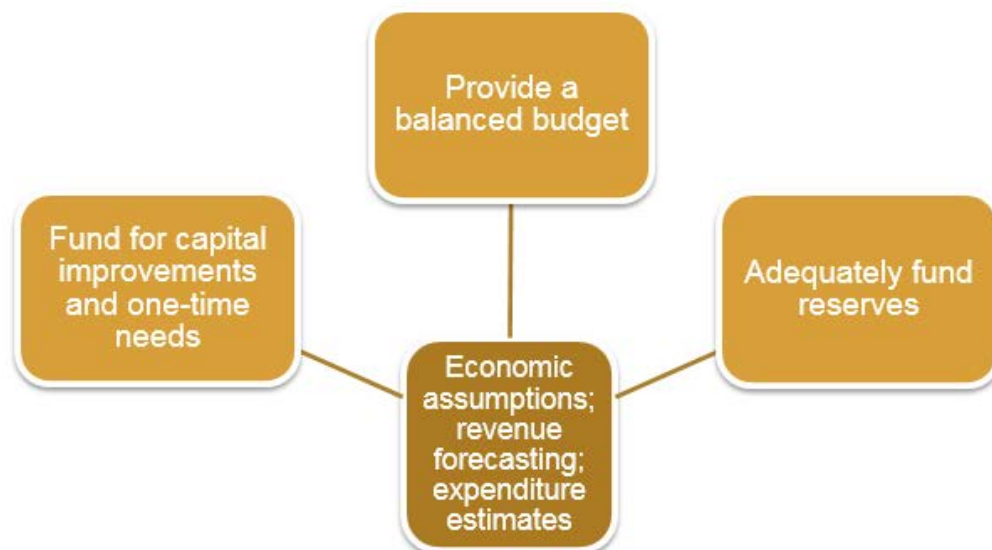 Provide a
balanced budget
Fund for capital
improvements
and one-time
needs
Adequately fund
reserves
Economic
assumptions;
revenue
forecasting;
expenditure
estimates